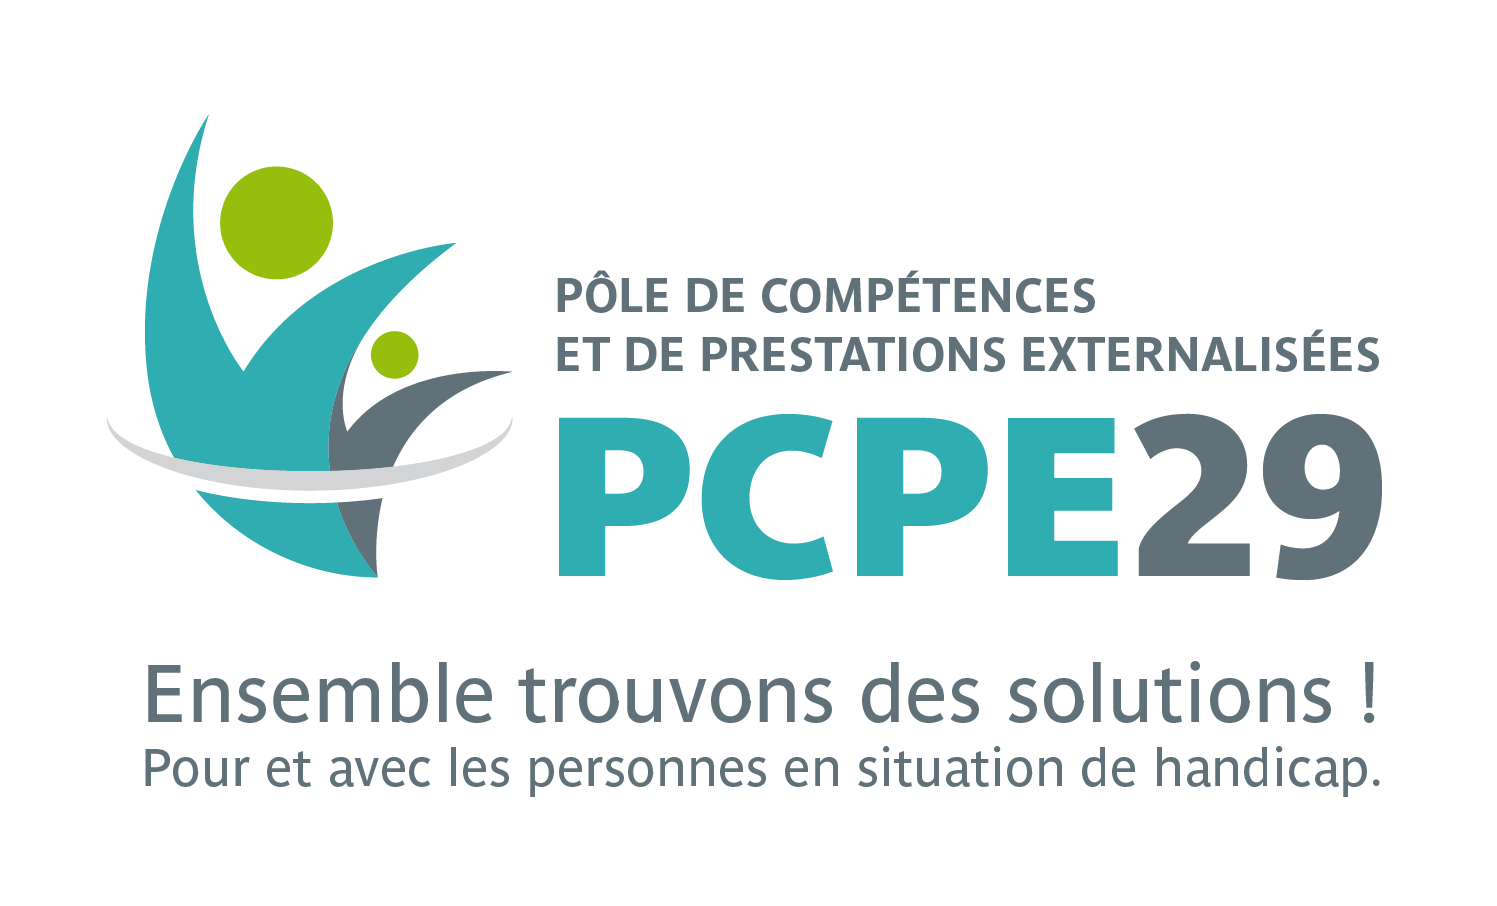 PÔLE DE COMPÉTENCES
ET DE PRESTATIONS EXTERNALISÉES
PCPE29
Ensemble trouvons des solutions !
Pour et avec les personnes en situation de handicap.